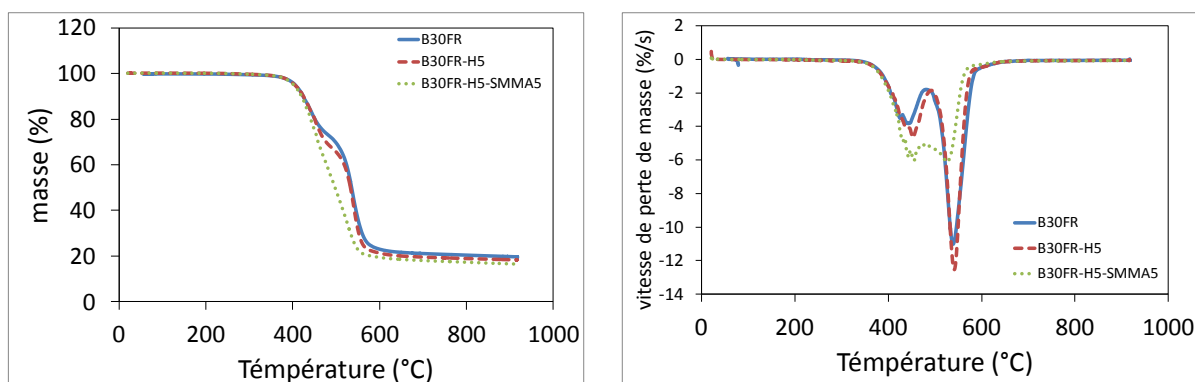 120
100
80
60
40
20
0
masse (%)
0 200 400 600 800 1000
Témpérature (°C)
B30FR
B30FR-H5
B30FR-H5-SMMA5
2
0
-2
-4
-6
-8
-10
-12
-14
vitesse de perte de masse (%/s)
0 200 400 600 800 1000
Témpérature (°C)
B30FR
B30FR-H5
B30FR-H5-SMMA5